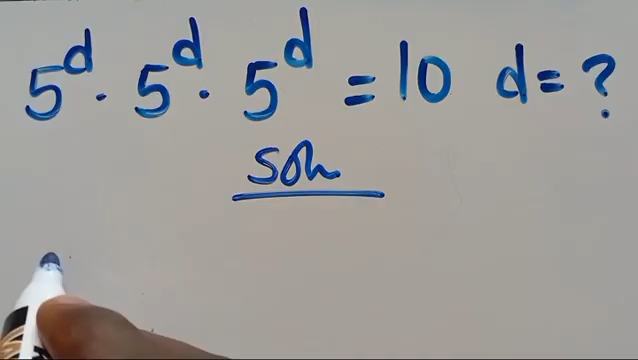 5^d · 5^d · 5^d = 10 d = ?
Soln